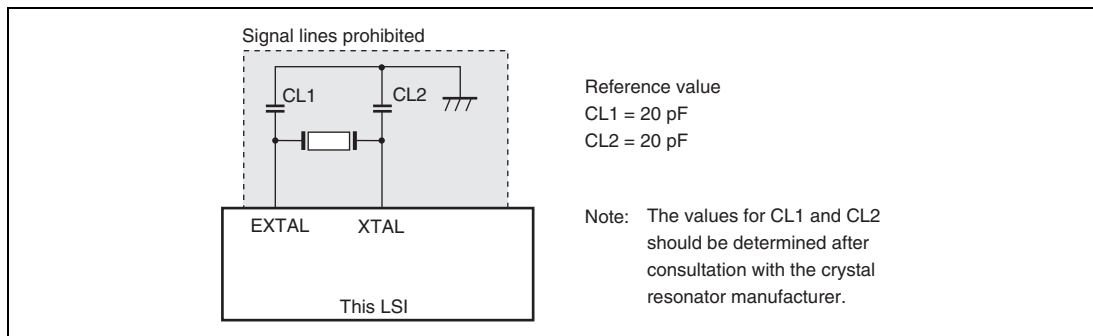 Signal lines prohibited
CL1
CL2
EXTAL
XTAL
This LSI
Reference value
CL1 = 20 pF
CL2 = 20 pF
Note: The values for CL1 and CL2
should be determined after
consultation with the crystal
resonator manufacturer.